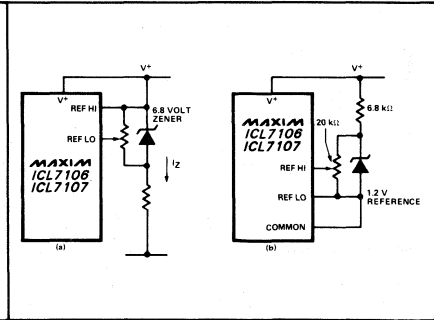 V+
V+
REF HI
6.8 VOLT
ZENER
REF LO
IZ
MAXIM
ICL7106
ICL7107
(a)
V+
V+
6.8 kΩ
20 kΩ
MAXIM
ICL7106
ICL7107
REF HI
REF LO
1.2 V
REFERENCE
COMMON
(b)